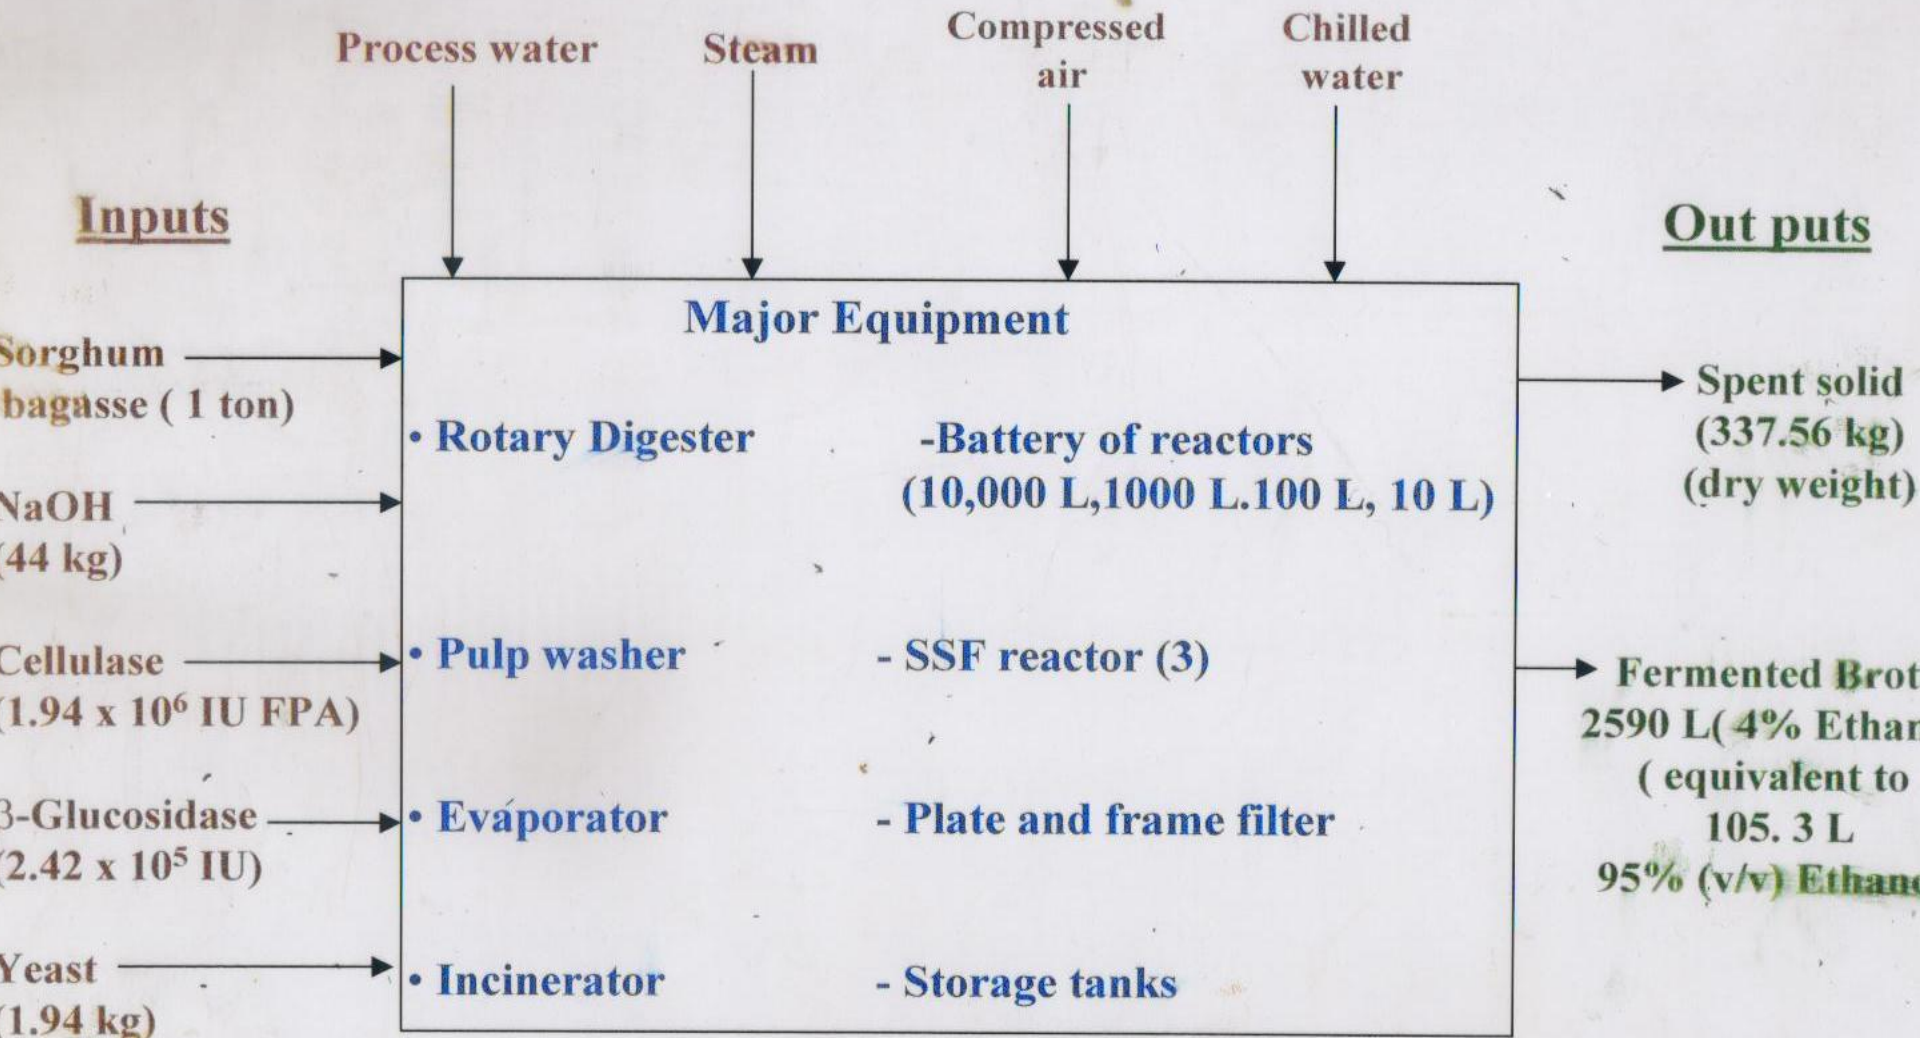 Process water
Steam
Compressed
air
Chilled
water
Inputs
Out puts
Sorghum
bagasse ( 1 ton)
NaOH
(44 kg)
Cellulase
(1.94 x 10⁶ IU FPA)
β-Glucosidase
(2.42 x 10⁵ IU)
Yeast
(1.94 kg)
Major Equipment
• Rotary Digester
-Battery of reactors
(10,000 L,1000 L.100 L, 10 L)
• Pulp washer
- SSF reactor (3)
• Evaporator
- Plate and frame filter
• Incinerator
- Storage tanks
Spent solid
(337.56 kg)
(dry weight)
Fermented Brot
2590 L( 4% Ethan
( equivalent to
105. 3 L
95% (v/v) Ethano